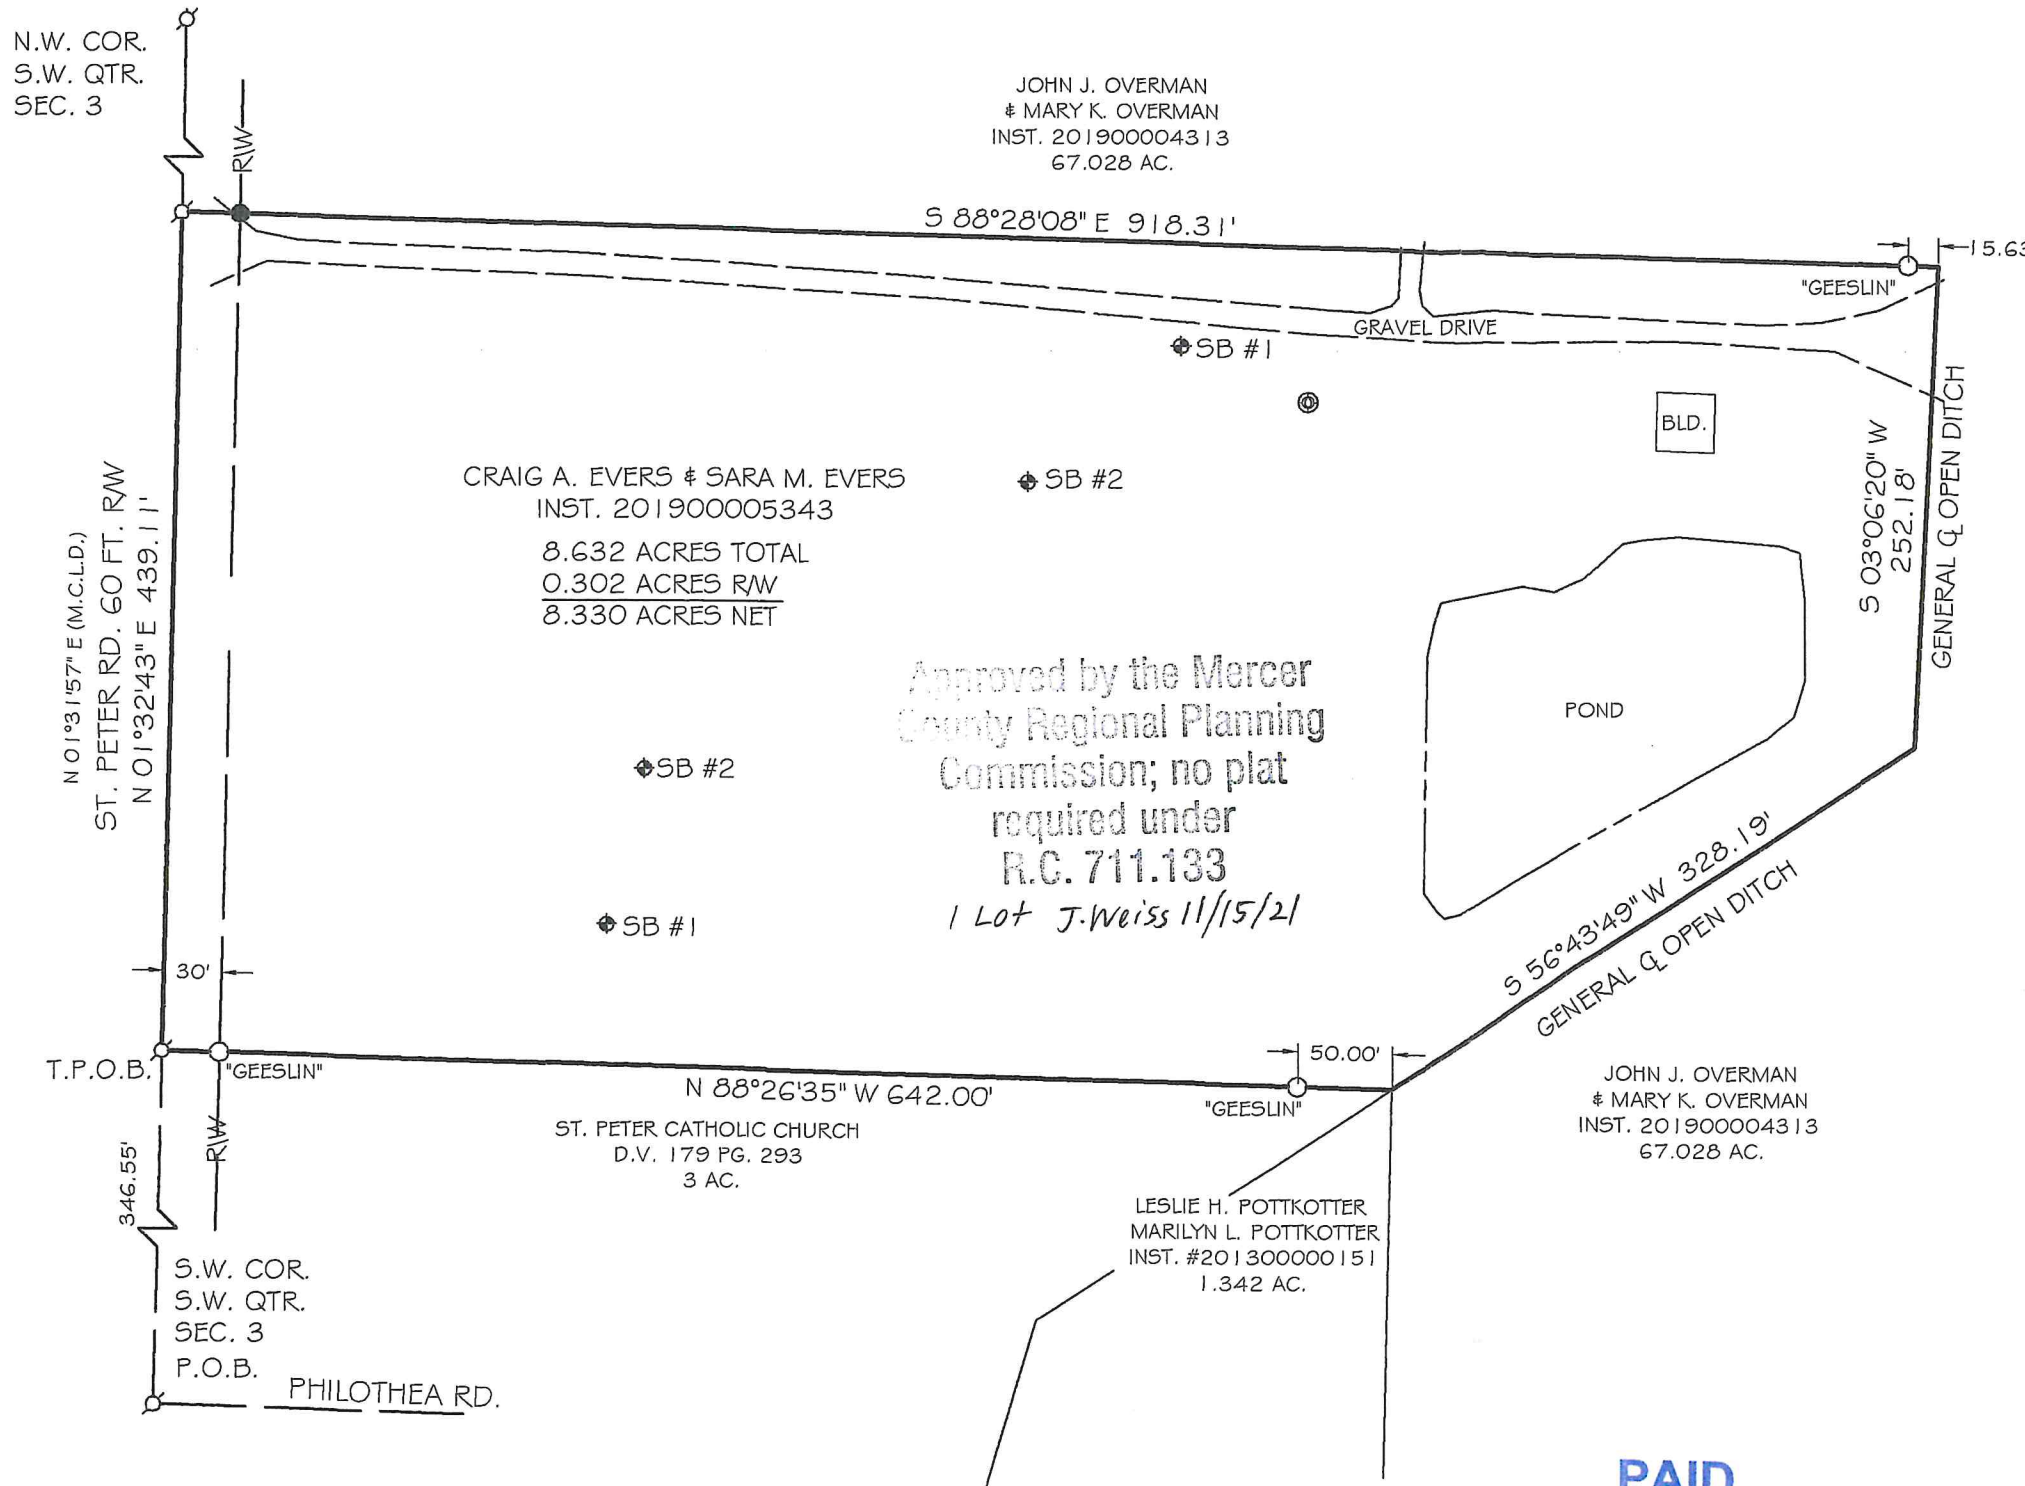 N.W. COR.
S.W. QTR.
SEC. 3
R/W
JOHN J. OVERMAN
& MARY K. OVERMAN
INST. 201900004313
67.028 AC.
S 88°28'08" E 918.31'
15.63
"GEESLIN"
GRAVEL DRIVE
SB #1
BLD.
SB #2
CRAIG A. EVERS & SARA M. EVERS
INST. 201900005343
8.632 ACRES TOTAL
0.302 ACRES R/W
8.330 ACRES NET
N 01°31'57" E (M.C.L.D.)
ST. PETER RD. 60 FT. R/W
N 01°32'43" E 439.11'
S 03°06'20" W
252.18'
GENERAL ℄ OPEN DITCH
Approved by the Mercer
County Regional Planning
Commission; no plat
required under
R.C. 711.133
1 Lot J.Weiss 11/15/21
POND
SB #2
SB #1
S 56°43'49" W 328.19'
GENERAL ℄ OPEN DITCH
30'
T.P.O.B.
"GEESLIN"
N 88°26'35" W 642.00'
50.00'
"GEESLIN"
ST. PETER CATHOLIC CHURCH
D.V. 179 PG. 293
3 AC.
JOHN J. OVERMAN
& MARY K. OVERMAN
INST. 201900004313
67.028 AC.
R/W
346.55'
LESLIE H. POTTKOTTER
MARILYN L. POTTKOTTER
INST. #201300000151
1.342 AC.
S.W. COR.
S.W. QTR.
SEC. 3
P.O.B.
PHILOTHEA RD.
PAID